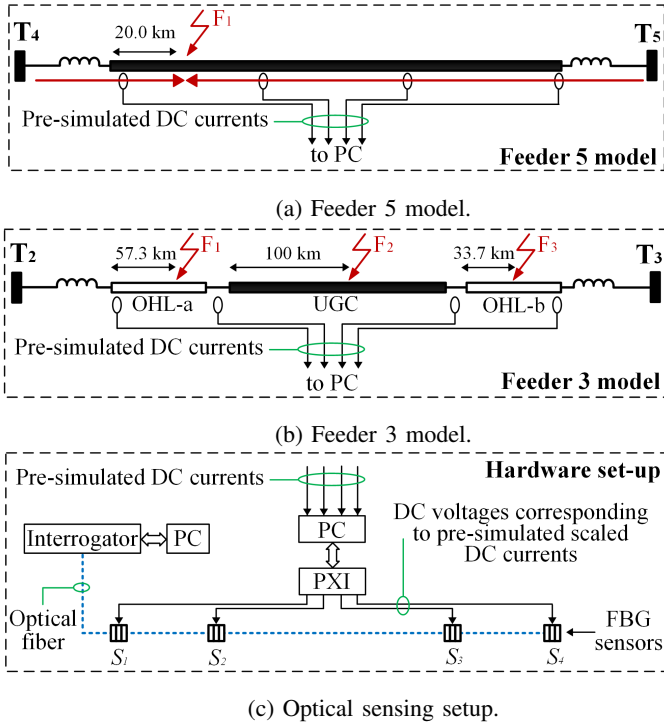 T4
T5
20.0 km
F1
Pre-simulated DC currents
to PC
Feeder 5 model
(a) Feeder 5 model.
T2
T3
57.3 km
F1
100 km
F2
33.7 km
F3
OHL-a
UGC
OHL-b
Pre-simulated DC currents
to PC
Feeder 3 model
(b) Feeder 3 model.
Pre-simulated DC currents
Hardware set-up
DC voltages corresponding
to pre-simulated scaled
DC currents
Interrogator
PC
PC
PXI
Optical
fiber
FBG
sensors
S1
S2
S3
S4
(c) Optical sensing setup.